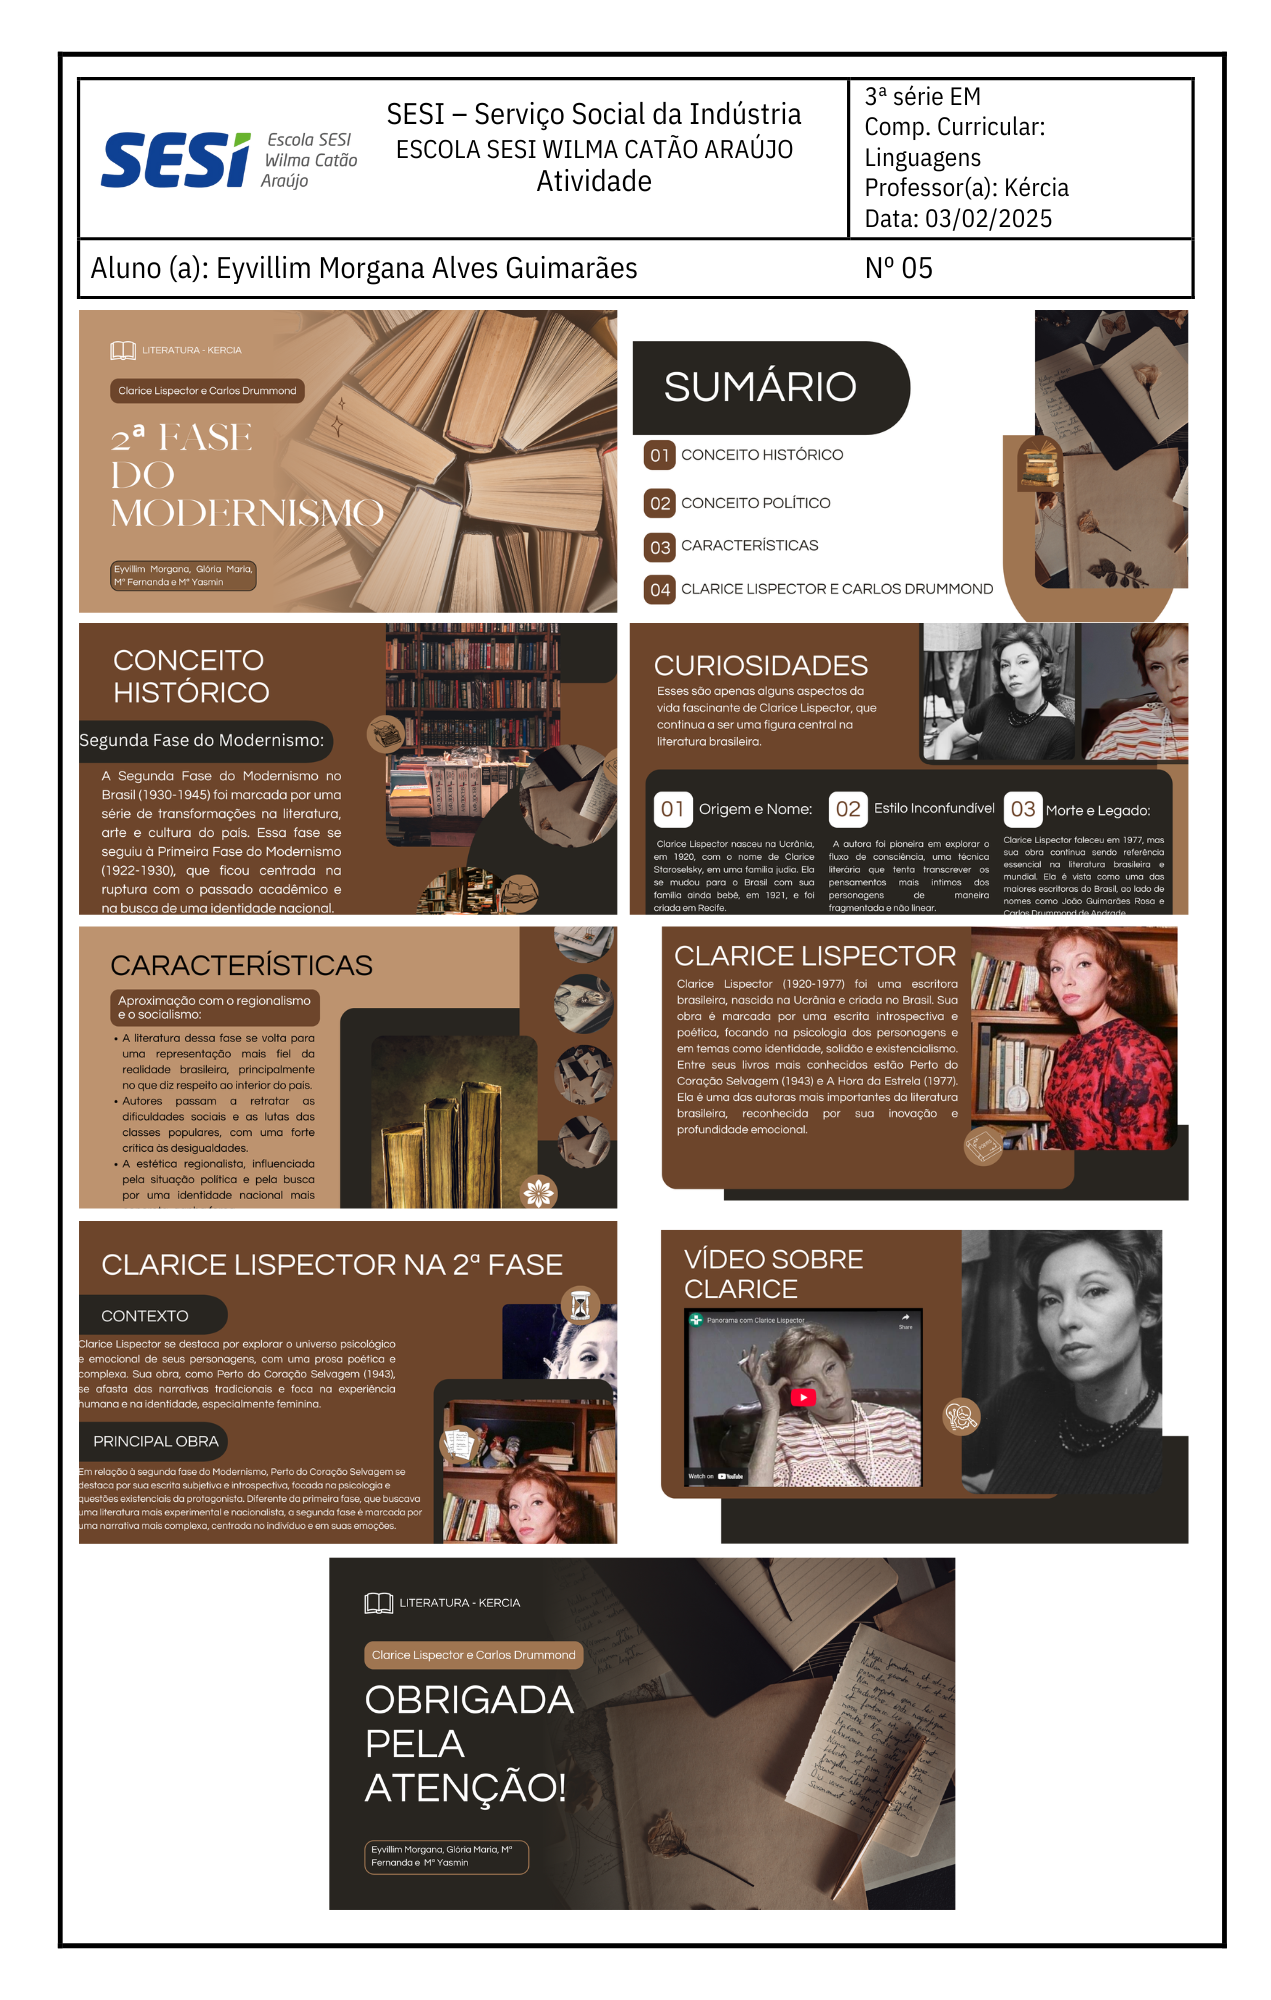 SESI
Escola SESI
Wilma Catão
Araújo
SESI – Serviço Social da Indústria
ESCOLA SESI WILMA CATÃO ARAÚJO
Atividade
3ª série EM
Comp. Curricular:
Linguagens
Professor(a): Kércia
Data: 03/02/2025
Aluno (a): Eyvillim Morgana Alves Guimarães
Nº 05
LITERATURA - KERCIA
Clarice Lispector e Carlos Drummond
2ª FASE
DO
MODERNISMO
Eyvillim Morgana, Glória Maria,
Mª Fernanda e Mª Yasmin
SUMÁRIO
01 CONCEITO HISTÓRICO
02 CONCEITO POLÍTICO
03 CARACTERÍSTICAS
04 CLARICE LISPECTOR E CARLOS DRUMMOND
CONCEITO
HISTÓRICO
Segunda Fase do Modernismo:
A Segunda Fase do Modernismo no
Brasil (1930-1945) foi marcada por uma
série de transformações na literatura,
arte e cultura do país. Essa fase se
seguiu à Primeira Fase do Modernismo
(1922-1930), que ficou centrada na
ruptura com o passado acadêmico e
na busca de uma identidade nacional.
CURIOSIDADES
Esses são apenas alguns aspectos da
vida fascinante de Clarice Lispector, que
continua a ser uma figura central na
literatura brasileira.
01 Origem e Nome:
Clarice Lispector nasceu na Ucrânia,
em 1920, com o nome de Clarice
Staroselsky, em uma família judia. Ela
se mudou para o Brasil com sua
família ainda bebê, em 1921, e foi
criada em Recife.
02 Estilo Inconfundível
A autora foi pioneira em explorar o
fluxo de consciência, uma técnica
literária que tenta transcrever os
pensamentos mais íntimos dos
personagens de maneira
fragmentada e não linear.
03 Morte e Legado:
Clarice Lispector faleceu em 1977, mas
sua obra continua sendo referência
essencial na literatura brasileira e
mundial. Ela é vista como uma das
maiores escritoras do Brasil, ao lado de
nomes como João Guimarães Rosa e
Carlos Drummond de Andrade
CARACTERÍSTICAS
Aproximação com o regionalismo
e o socialismo:
• A literatura dessa fase se volta para
uma representação mais fiel da
realidade brasileira, principalmente
no que diz respeito ao interior do país.
• Autores passam a retratar as
dificuldades sociais e as lutas das
classes populares, com uma forte
crítica às desigualdades.
• A estética regionalista, influenciada
pela situação política e pela busca
por uma identidade nacional mais
CLARICE LISPECTOR
Clarice Lispector (1920-1977) foi uma escritora
brasileira, nascida na Ucrânia e criada no Brasil. Sua
obra é marcada por uma escrita introspectiva e
poética, focando na psicologia dos personagens e
em temas como identidade, solidão e existencialismo.
Entre seus livros mais conhecidos estão Perto do
Coração Selvagem (1943) e A Hora da Estrela (1977).
Ela é uma das autoras mais importantes da literatura
brasileira, reconhecida por sua inovação e
profundidade emocional.
CLARICE LISPECTOR NA 2ª FASE
CONTEXTO
Clarice Lispector se destaca por explorar o universo psicológico
e emocional de seus personagens, com uma prosa poética e
complexa. Sua obra, como Perto do Coração Selvagem (1943),
se afasta das narrativas tradicionais e foca na experiência
humana e na identidade, especialmente feminina.
PRINCIPAL OBRA
Em relação à segunda fase do Modernismo, Perto do Coração Selvagem se
destaca por sua escrita subjetiva e introspectiva, focada na psicologia e
questões existenciais da protagonista. Diferente da primeira fase, que buscava
uma literatura mais experimental e nacionalista, a segunda fase é marcada por
uma narrativa mais complexa, centrada no indivíduo e em suas emoções.
VÍDEO SOBRE
CLARICE
Panorama com Clarice Lispector
Share
Watch on YouTube
LITERATURA - KERCIA
Clarice Lispector e Carlos Drummond
OBRIGADA
PELA
ATENÇÃO!
Eyvillim Morgana, Glória Maria, Mª
Fernanda e Mª Yasmin